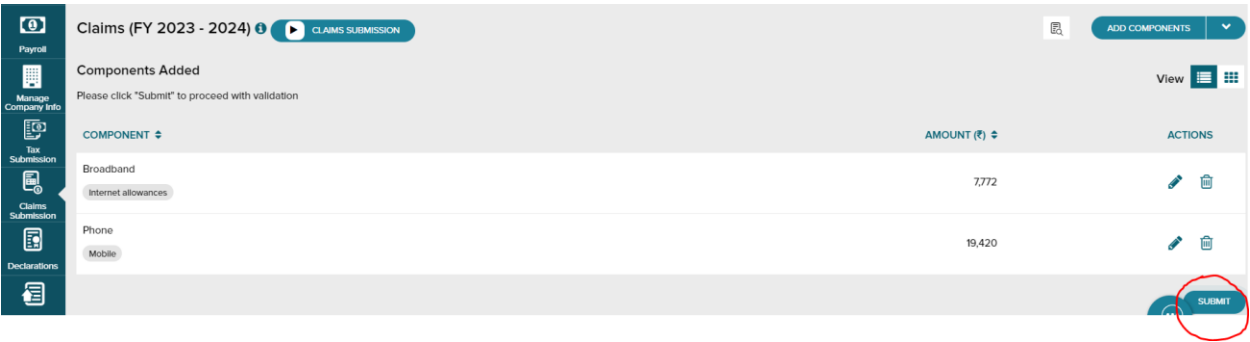 Payroll
Manage
Company Info
Tax
Submission
Claims
Submission
Declarations
Claims (FY 2023 - 2024)
CLAIMS SUBMISSION
ADD COMPONENTS
Components Added
View
Please click "Submit" to proceed with validation
COMPONENT AMOUNT (₹) ACTIONS
Broadband
Internet allowances
7,772
Phone
Mobile
19,420
SUBMIT